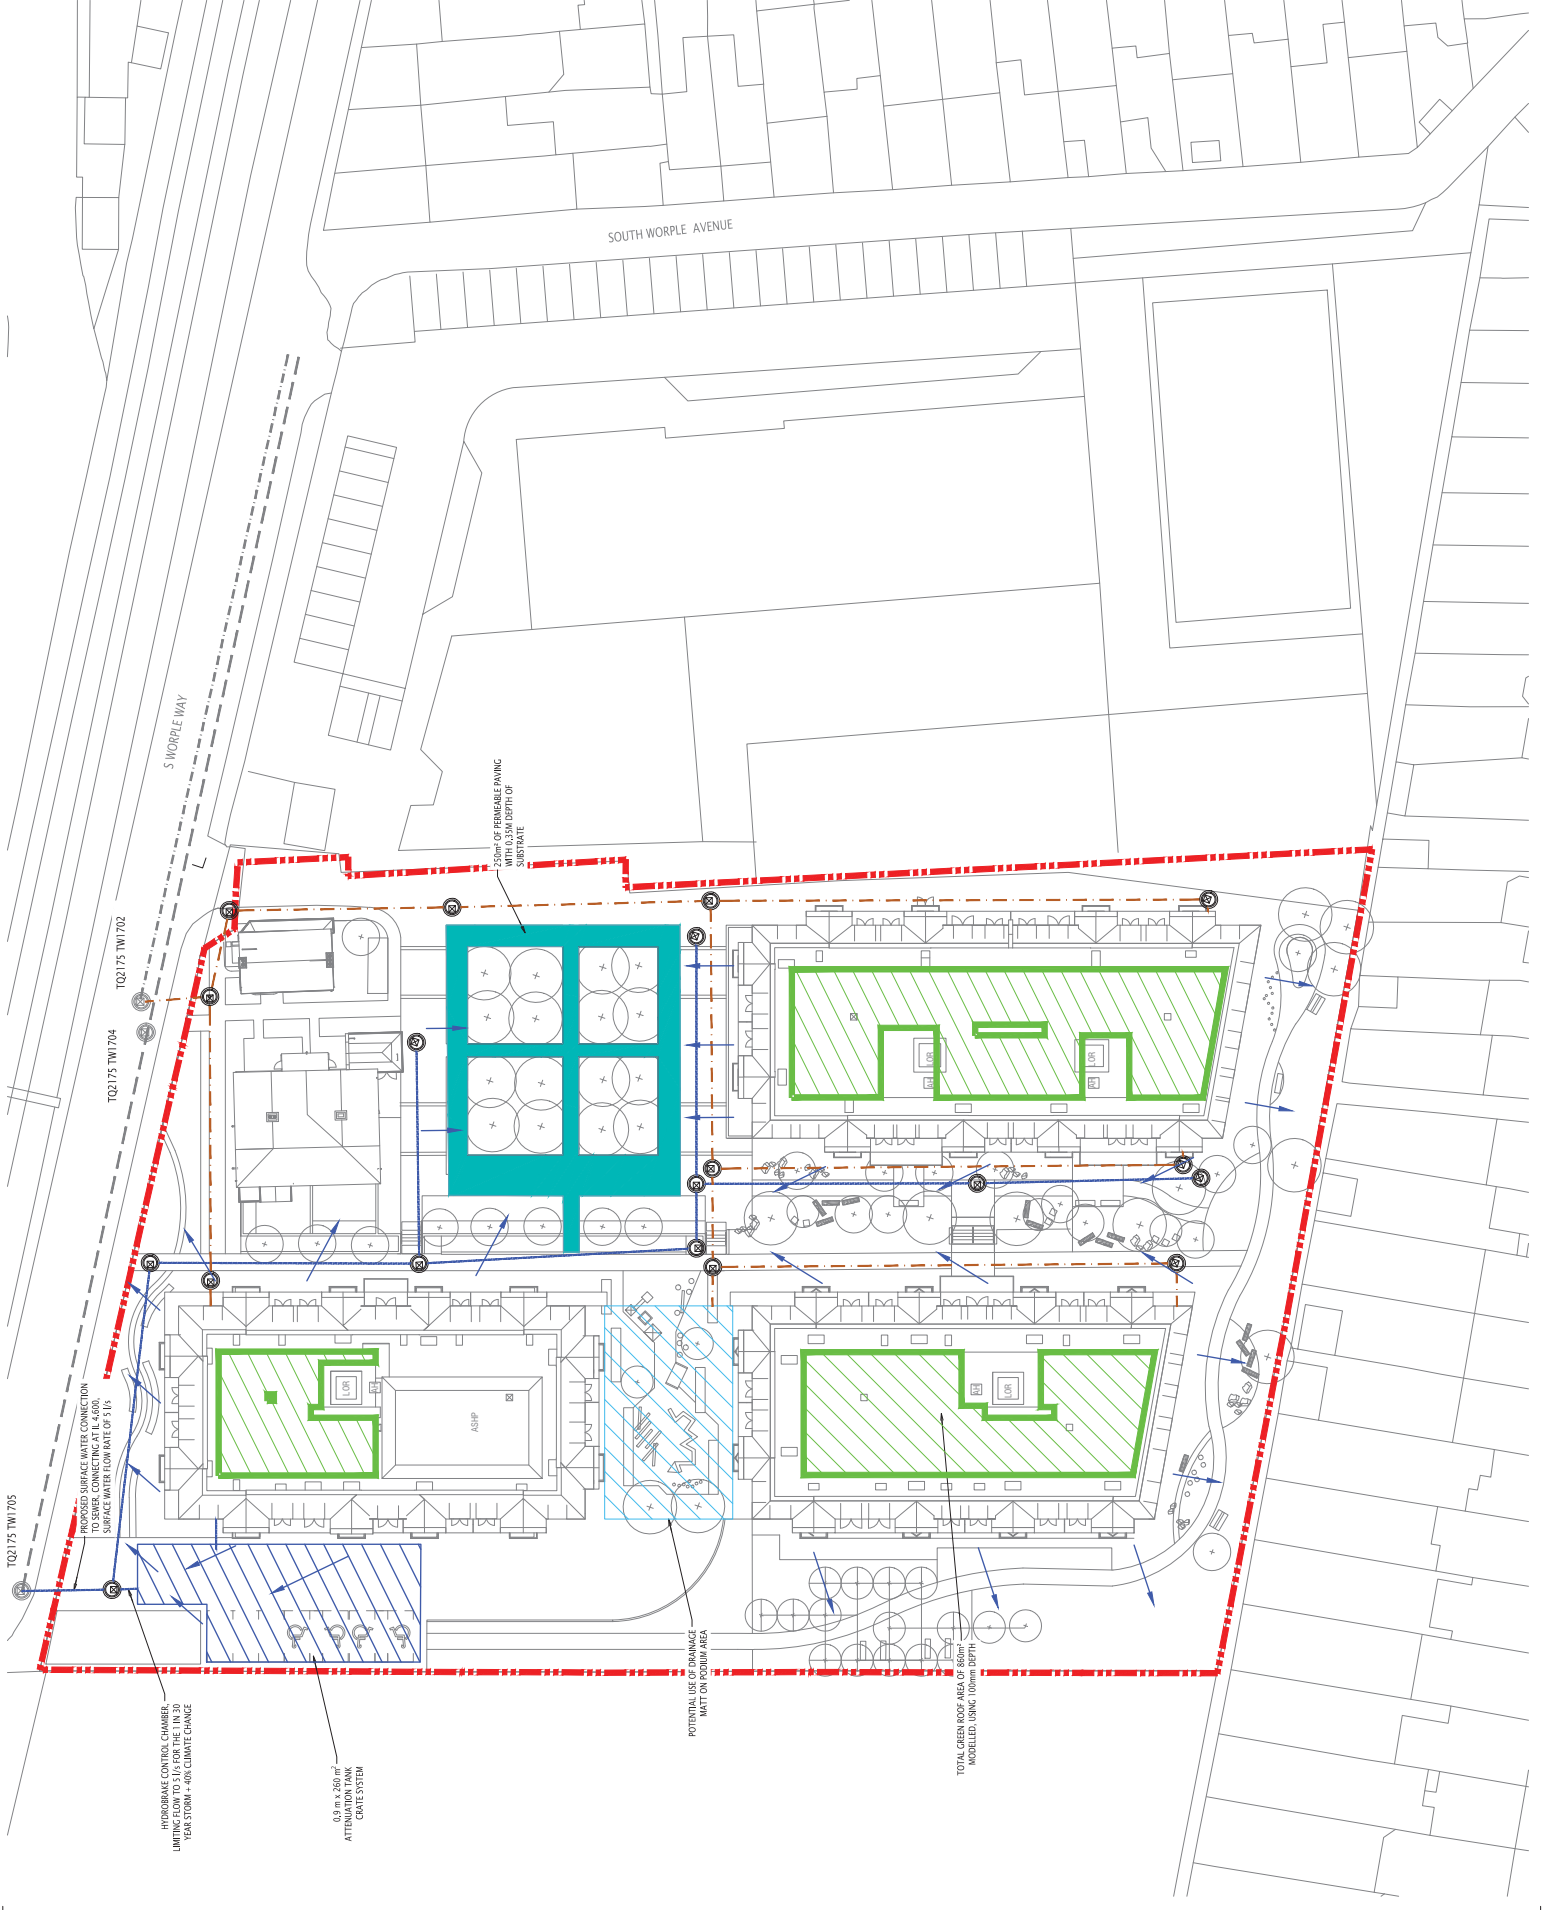 SOUTH WORPLE AVENUE
S WORPLE WAY
TQ2175 TW1702
TQ2175 TW1704
TQ2175 TW1705
250m² OF PERMEABLE PAVING
WITH 0.35M DEPTH OF
SUBSTRATE
PROPOSED SURFACE WATER CONNECTION
TO SEWER, CONNECTING AT IL 4.600,
SURFACE WATER FLOW RATE OF 5 l/s
LOR
AH
LOR
AH
LOR
AH
ASHP
AH
LOR
HYDROBRAKE CONTROL CHAMBER,
LIMITING FLOW TO 5 l/s FOR THE 1 IN 30
YEAR STORM + 40% CLIMATE CHANGE
0.9 m x 260 m²
ATTENUATION TANK
CRATE SYSTEM
POTENTIAL USE OF DRAINAGE
MATT ON PODIUM AREA
TOTAL GREEN ROOF AREA OF 860m²
MODELLED, USING 100mm DEPTH